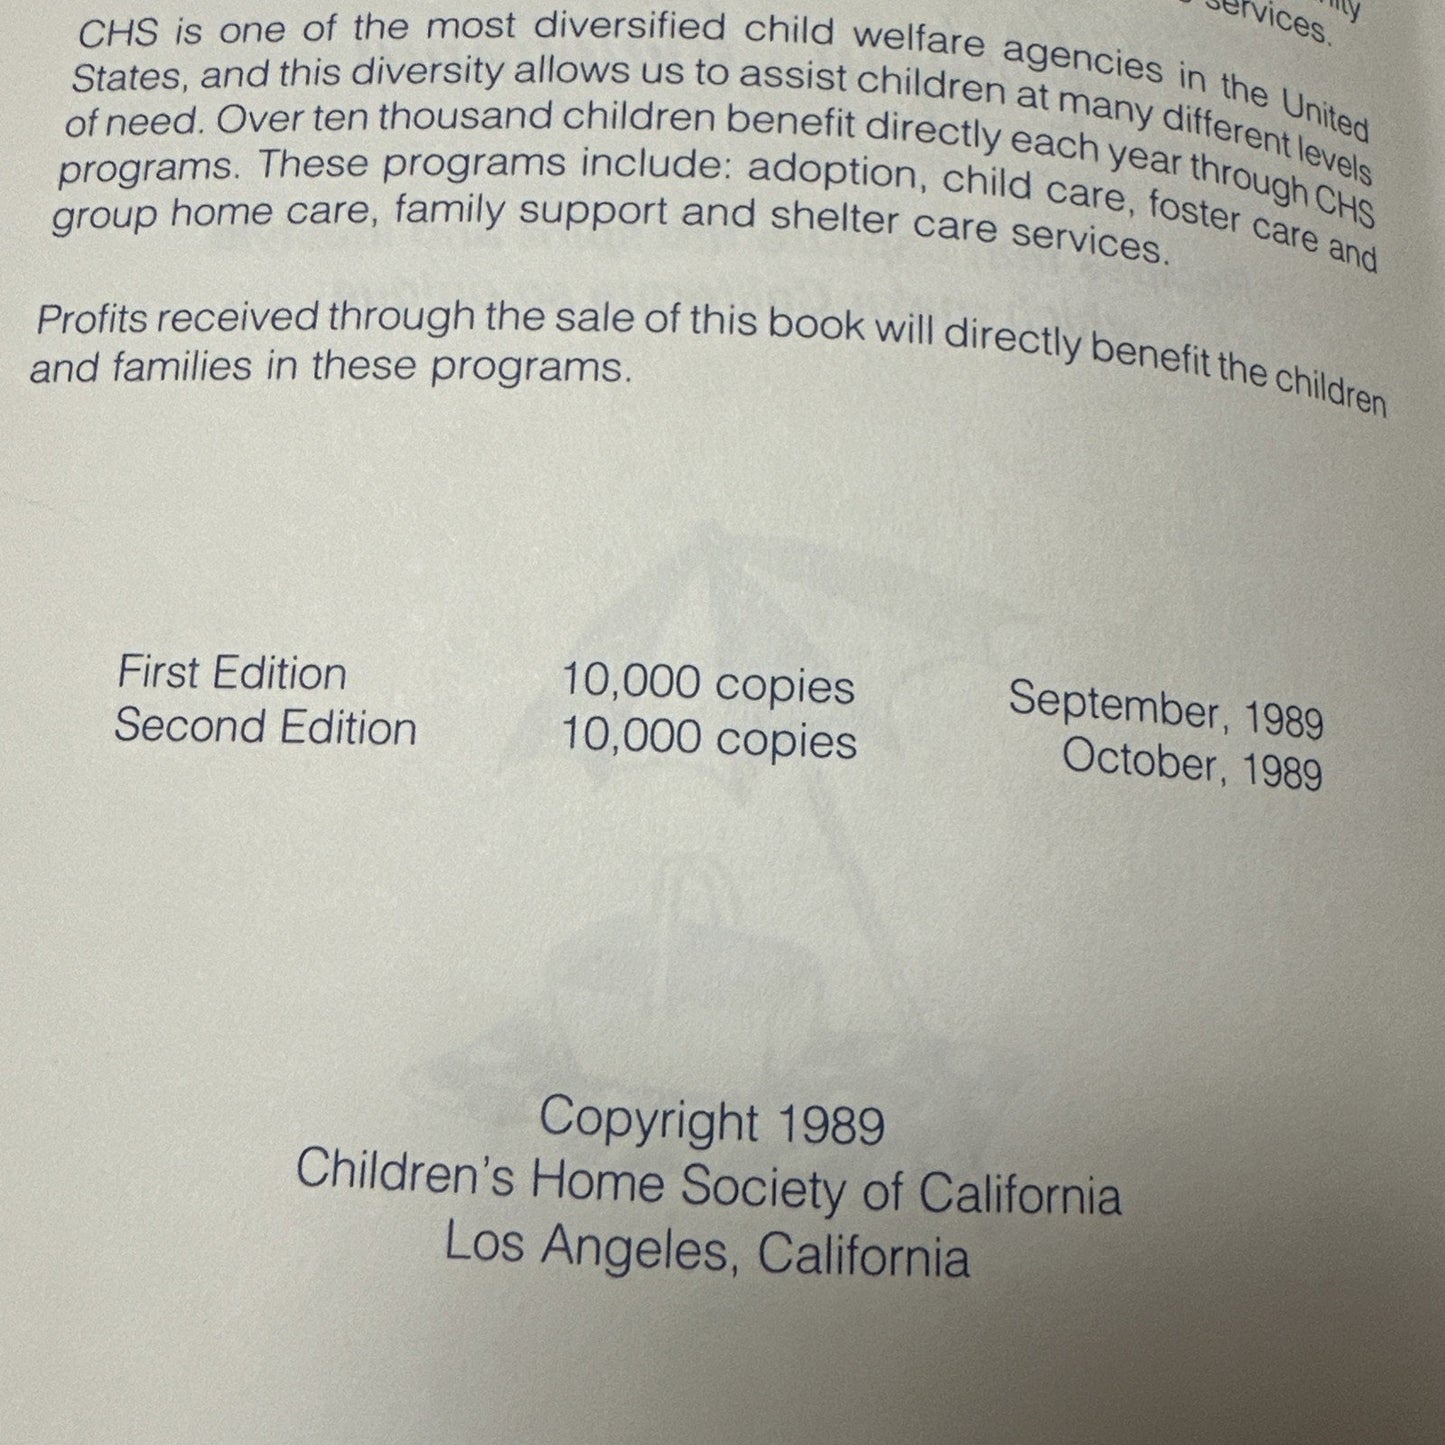 services.
CHS is one of the most diversified child welfare agencies in the United
States, and this diversity allows us to assist children at many different levels
of need. Over ten thousand children benefit directly each year through CHS
programs. These programs include: adoption, child care, foster care and
group home care, family support and shelter care services.
Profits received through the sale of this book will directly benefit the children
and families in these programs.
First Edition 10,000 copies September, 1989
Second Edition 10,000 copies October, 1989
Copyright 1989
Children's Home Society of California
Los Angeles, California